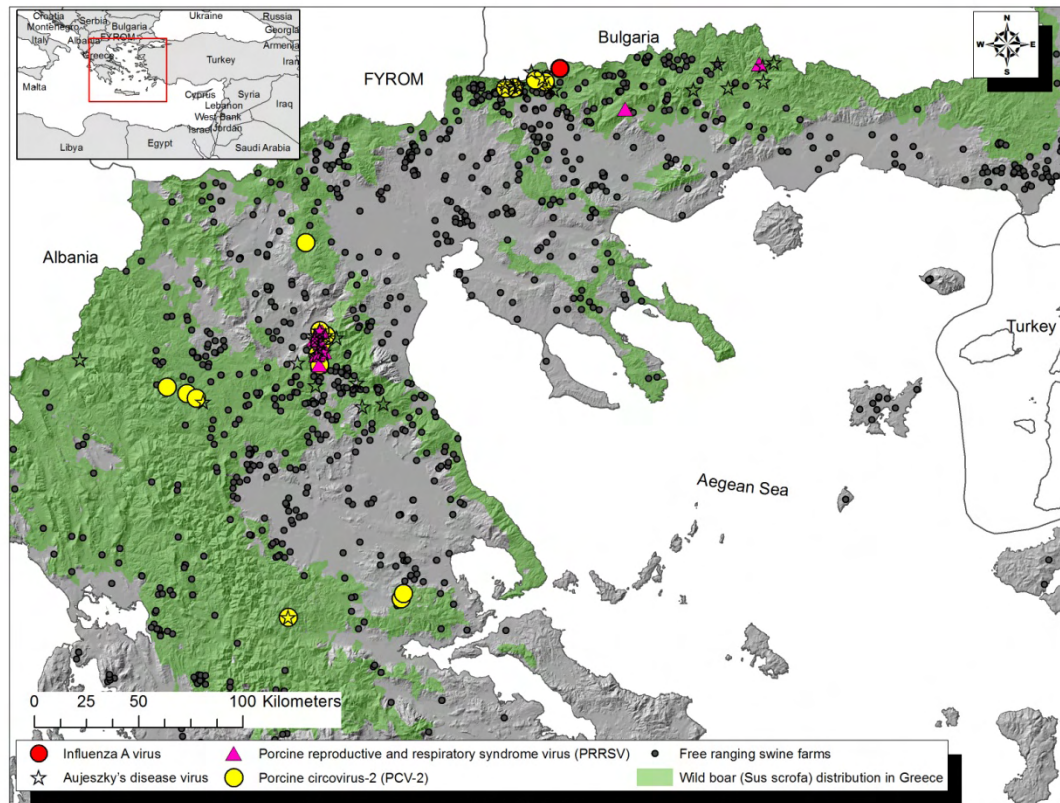 Croatia
Montenegro
Serbia
Bulgaria
Ukraine
Russia
Georgia
Armenia
Italy
Albania
FYROM
Greece
Turkey
Iran
Malta
Cyprus
Syria
Lebanon
West Bank
Israel
Jordan
Iraq
Libya
Egypt
Saudi Arabia
N
W
E
S
Bulgaria
FYROM
Albania
Turkey
Aegean Sea
0 25 50 100 Kilometers
Influenza A virus
Porcine reproductive and respiratory syndrome virus (PRRSV)
Free ranging swine farms
Aujeszky's disease virus
Porcine circovirus-2 (PCV-2)
Wild boar (Sus scrofa) distribution in Greece